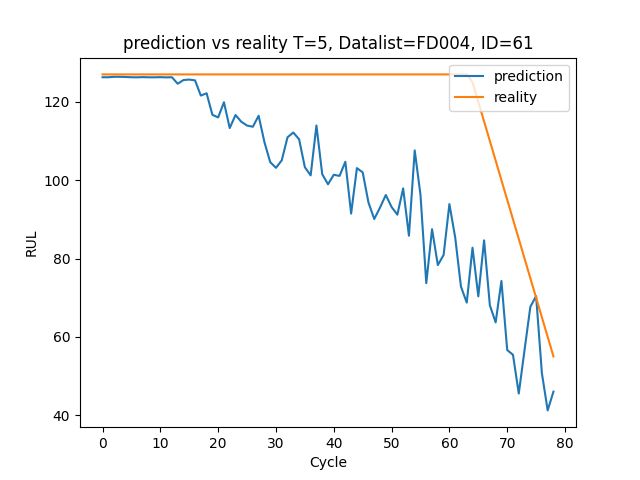 prediction vs reality T=5, Datalist=FD004, ID=61
prediction
reality
120
100
80
60
40
RUL
0 10 20 30 40 50 60 70 80
Cycle